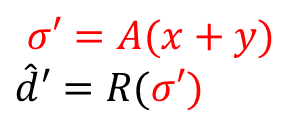 σ′ = A(x + y)
d̂′ = R(σ′)